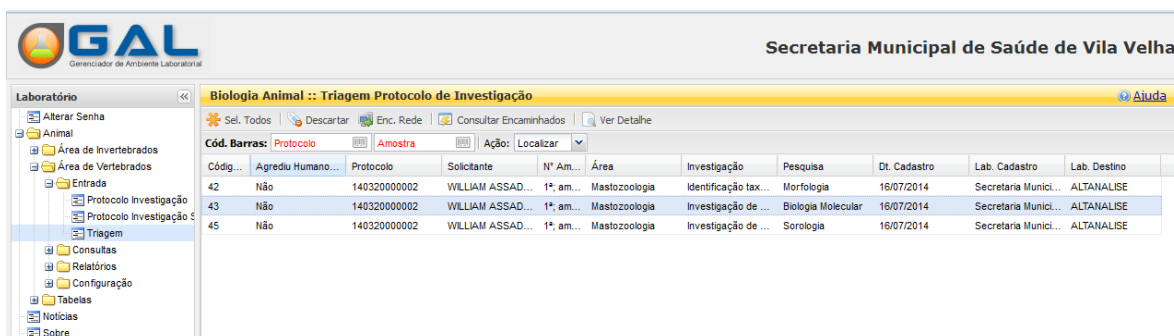 GAL
Gerenciador de Ambiente Laboratorial
Secretaria Municipal de Saúde de Vila Velha
Laboratório
Alterar Senha
Animal
Área de Invertebrados
Área de Vertebrados
Entrada
Protocolo Investigação
Protocolo Investigação S
Triagem
Consultas
Relatórios
Configuração
Tabelas
Notícias
Sobre
Biologia Animal :: Triagem Protocolo de Investigação Ajuda
Sel. Todos Descartar Enc. Rede Consultar Encaminhados Ver Detalhe
Cód. Barras: Protocolo Amostra Ação: Localizar
Códig... Agrediu Humano... Protocolo Solicitante N° Am... Área Investigação Pesquisa Dt. Cadastro Lab. Cadastro Lab. Destino
42 Não 140320000002 WILLIAM ASSAD... 1ª; am... Mastozoologia Identificação tax... Morfologia 16/07/2014 Secretaria Munici... ALTANALISE
43 Não 140320000002 WILLIAM ASSAD... 1ª; am... Mastozoologia Investigação de ... Biologia Molecular 16/07/2014 Secretaria Munici... ALTANALISE
45 Não 140320000002 WILLIAM ASSAD... 1ª; am... Mastozoologia Investigação de ... Sorologia 16/07/2014 Secretaria Munici... ALTANALISE